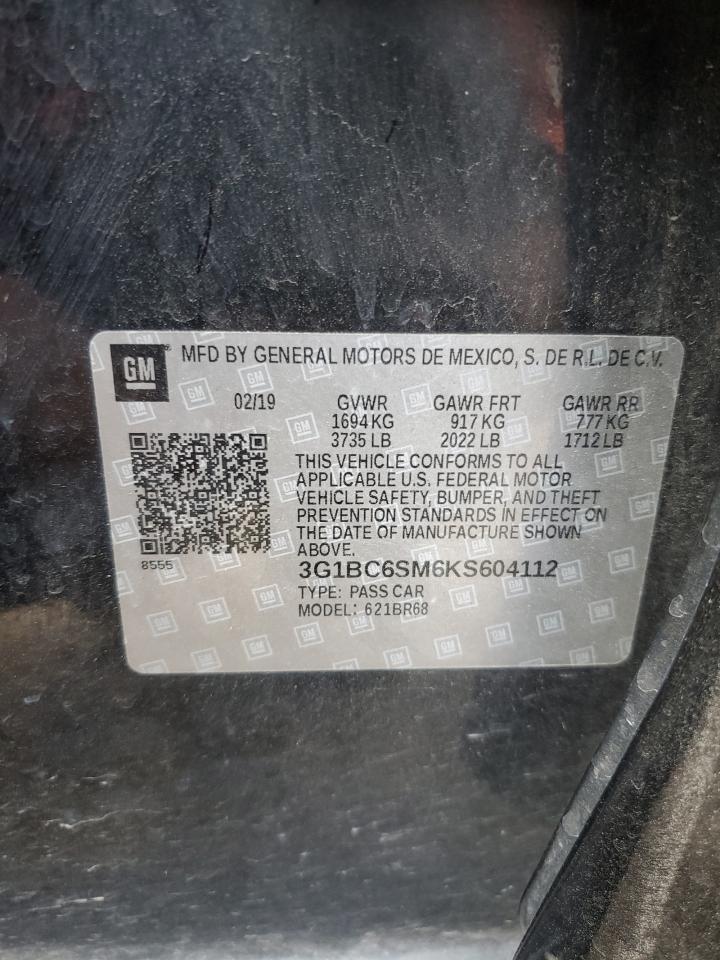 GM
MFD BY GENERAL MOTORS DE MEXICO, S. DE R.L. DE C.V.
02/19 GVWR GAWR FRT GAWR RR
1694 KG 917 KG 777 KG
3735 LB 2022 LB 1712 LB
THIS VEHICLE CONFORMS TO ALL
APPLICABLE U.S. FEDERAL MOTOR
VEHICLE SAFETY, BUMPER, AND THEFT
PREVENTION STANDARDS IN EFFECT ON
THE DATE OF MANUFACTURE SHOWN
ABOVE.
8555
3G1BC6SM6KS604112
TYPE: PASS CAR
MODEL: 621BR68